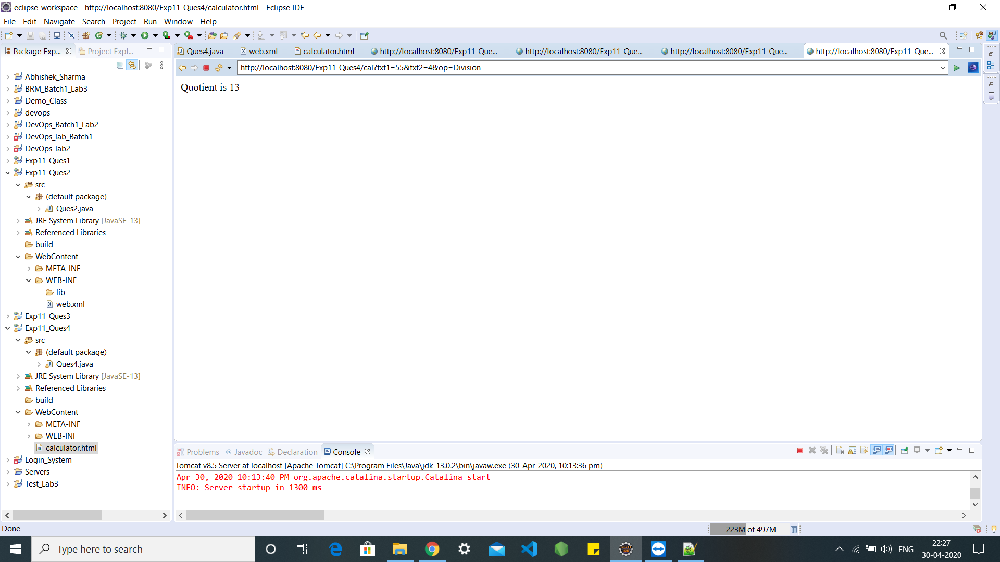 eclipse-workspace - http://localhost:8080/Exp11_Ques4/calculator.html - Eclipse IDE
File Edit Navigate Search Project Run Window Help
Package Exp... Project Expl...
Ques4.java web.xml calculator.html http://localhost:8080/Exp11_Que... http://localhost:8080/Exp11_Que... http://localhost:8080/Exp11_Que... http://localhost:8080/Exp11_Que...
http://localhost:8080/Exp11_Ques4/cal?txt1=55&txt2=4&op=Division
Quotient is 13
Abhishek_Sharma
BRM_Batch1_Lab3
Demo_Class
devops
DevOps_Batch1_Lab2
DevOps_lab_Batch1
DevOps_lab2
Exp11_Ques1
Exp11_Ques2
src
(default package)
Ques2.java
JRE System Library [JavaSE-13]
Referenced Libraries
build
WebContent
META-INF
WEB-INF
lib
web.xml
Exp11_Ques3
Exp11_Ques4
src
(default package)
Ques4.java
JRE System Library [JavaSE-13]
Referenced Libraries
build
WebContent
META-INF
WEB-INF
calculator.html
Login_System
Servers
Test_Lab3
Problems Javadoc Declaration Console
Tomcat v8.5 Server at localhost [Apache Tomcat] C:\Program Files\Java\jdk-13.0.2\bin\javaw.exe (30-Apr-2020, 10:13:36 pm)
Apr 30, 2020 10:13:40 PM org.apache.catalina.startup.Catalina start
INFO: Server startup in 1300 ms
Done
223M of 497M
Type here to search
ENG
22:27
30-04-2020